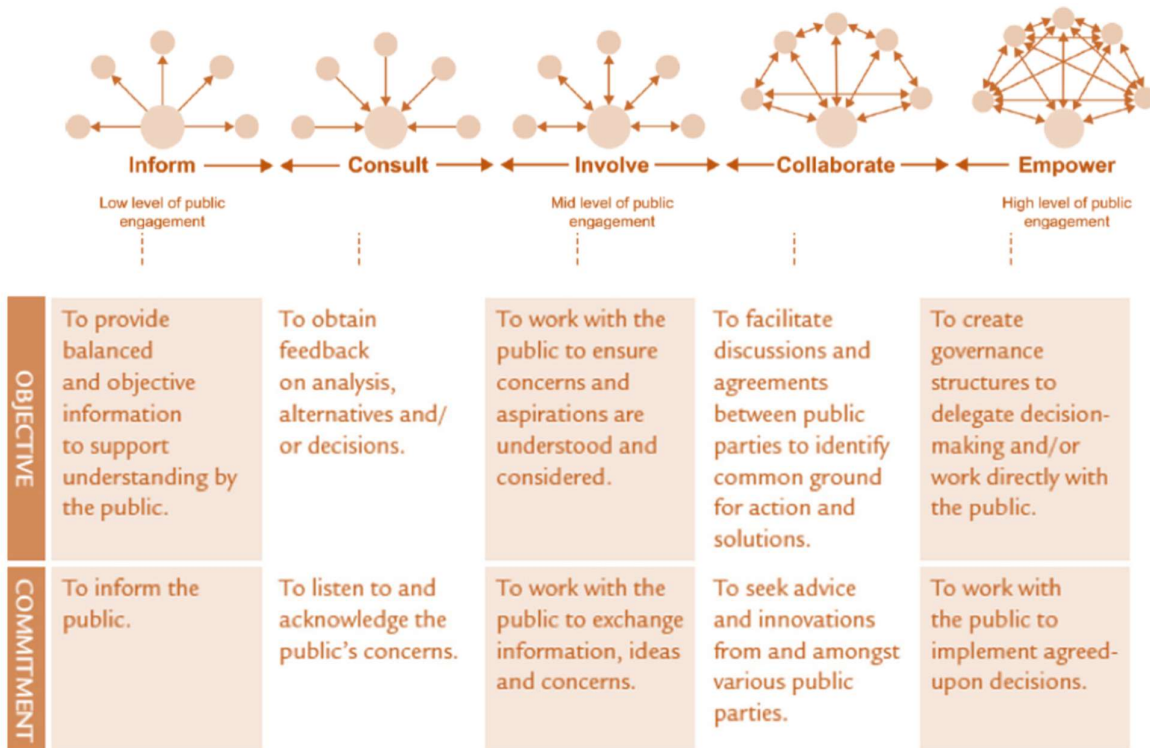 Inform
Consult
Involve
Collaborate
Empower
Low level of public
engagement
Mid level of public
engagement
High level of public
engagement
OBJECTIVE
To provide
balanced
and objective
information
to support
understanding by
the public.
To obtain
feedback
on analysis,
alternatives and/
or decisions.
To work with the
public to ensure
concerns and
aspirations are
understood and
considered.
To facilitate
discussions and
agreements
between public
parties to identify
common ground
for action and
solutions.
To create
governance
structures to
delegate decision-
making and/or
work directly with
the public.
COMMITMENT
To inform the
public.
To listen to and
acknowledge the
public's concerns.
To work with the
public to exchange
information, ideas
and concerns.
To seek advice
and innovations
from and amongst
various public
parties.
To work with
the public to
implement agreed-
upon decisions.